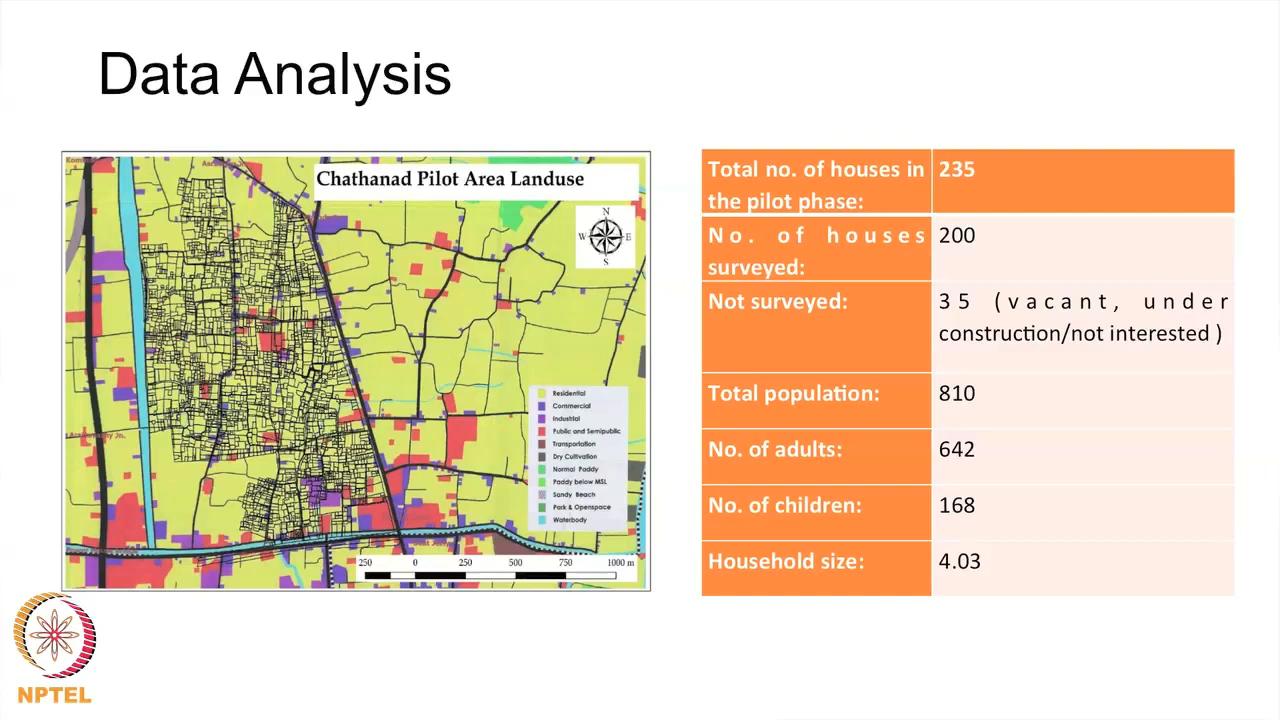 Data Analysis
Chathanad Pilot Area Landuse
N
W
E
S
Residential
Commercial
Industrial
Public and Semipublic
Transportation
Dry Cultivation
Normal Paddy
Paddy below MSL
Sandy Beach
Park & Openspace
Waterbody
250 0 250 500 750 1000 m
Total no. of houses in
the pilot phase:
235
No. of houses
surveyed:
200
Not surveyed:
35 (vacant, under
construction/not interested )
Total population:
810
No. of adults:
642
No. of children:
168
Household size:
4.03
NPTEL